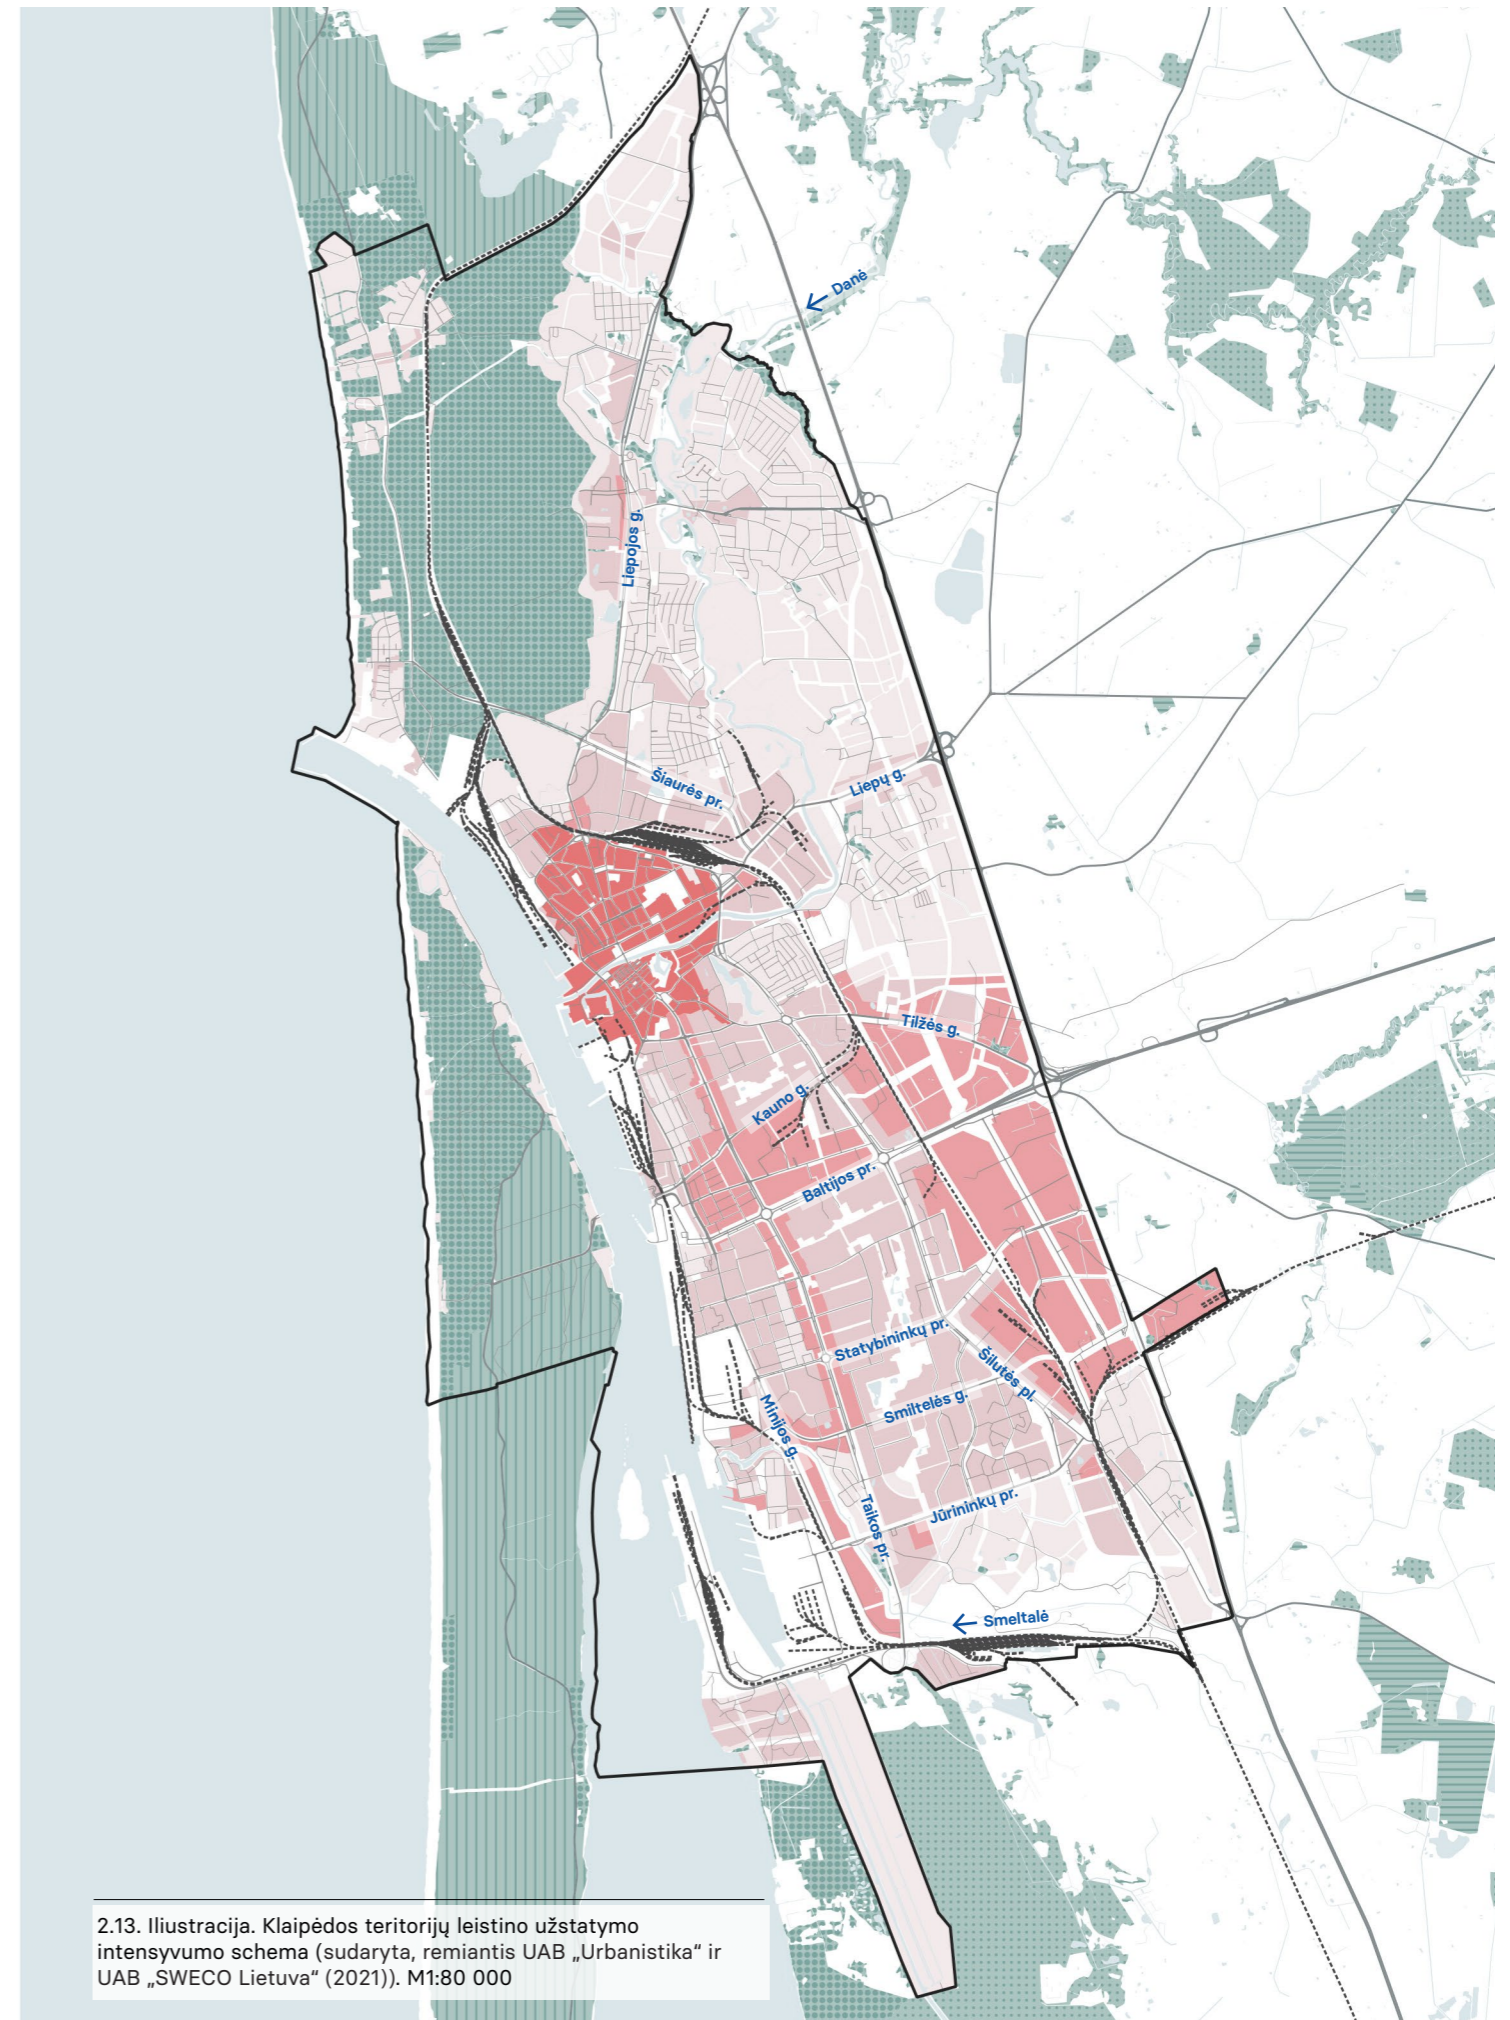 ← Danė
Liepojos g.
Šiaurės pr.
Liepų g.
Tilžės g.
Kauno g.
Baltijos pr.
Statybininkų pr.
Šilutės pl.
Smiltelės g.
Minijos g.
Taikos pr.
Jūrininkų pr.
← Smeltalė
2.13. Iliustracija. Klaipėdos teritorijų leistino užstatymo
intensyvumo schema (sudaryta, remiantis UAB „Urbanistika“ ir
UAB „SWECO Lietuva“ (2021)). M1:80 000